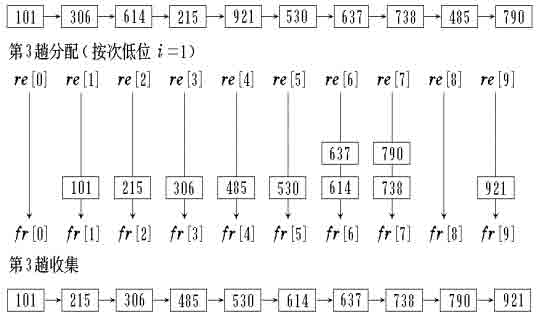 101 306 614 215 921 530 637 738 485 790
第3趟分配(按次低位 i=1)
re[0] re[1] re[2] re[3] re[4] re[5] re[6] re[7] re[8] re[9]
637 790
101 215 306 485 530 614 738 921
fr[0] fr[1] fr[2] fr[3] fr[4] fr[5] fr[6] fr[7] fr[8] fr[9]
第3趟收集
101 215 306 485 530 614 637 738 790 921